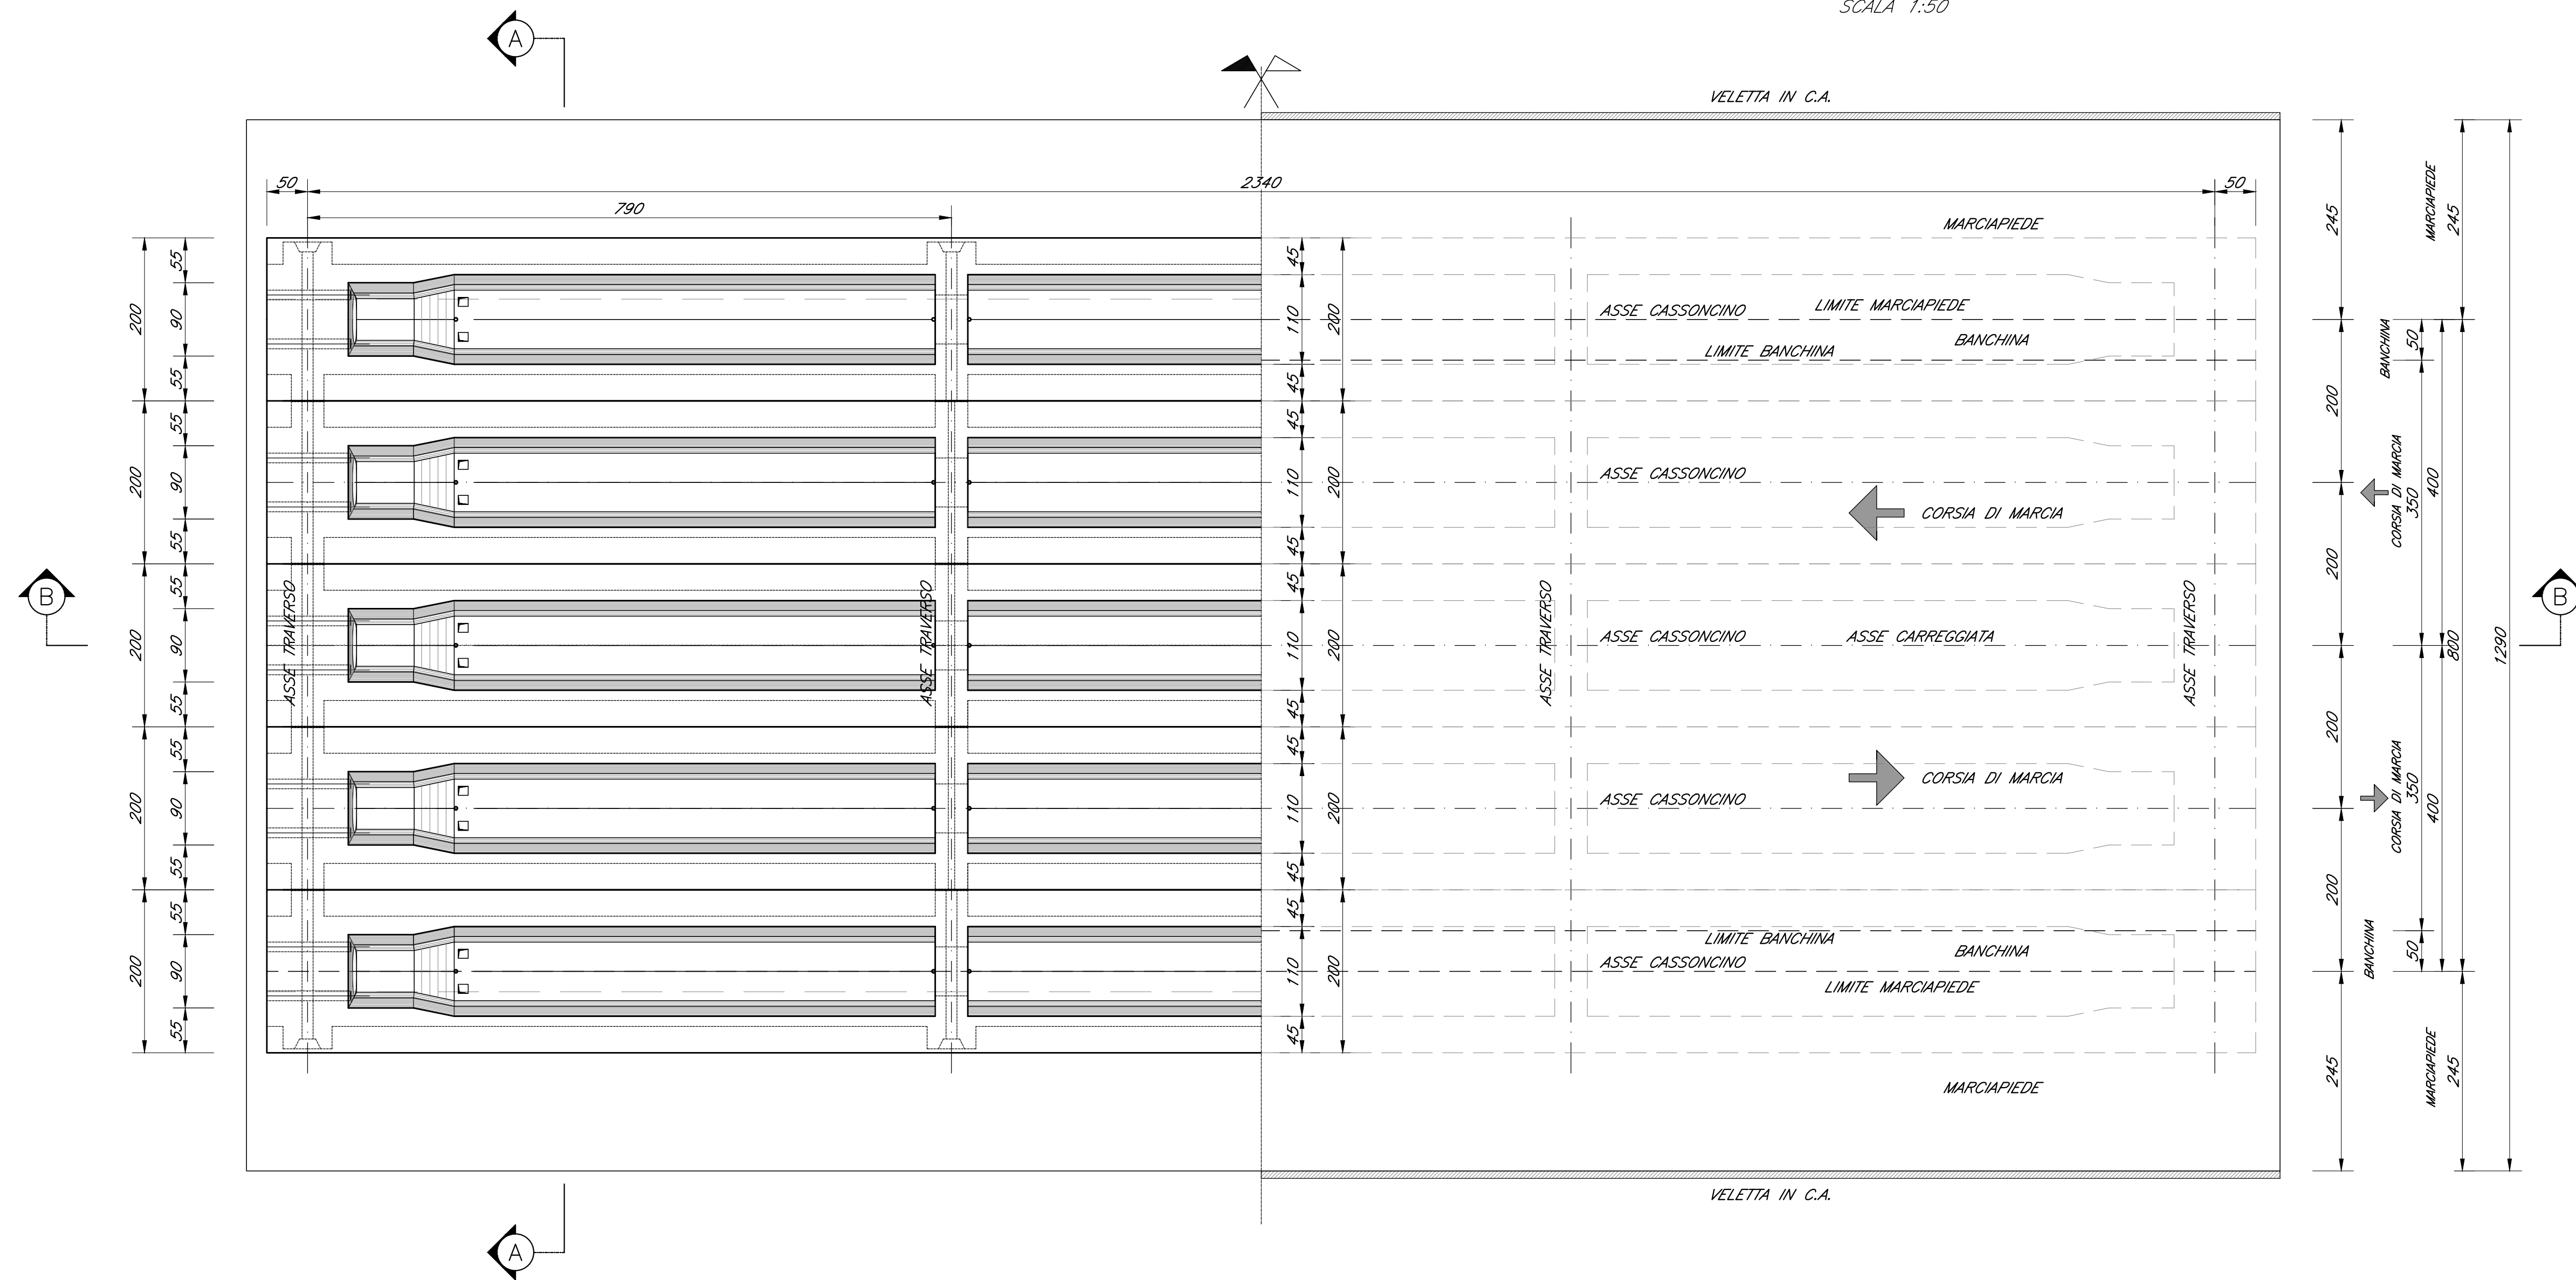 SCALA 1:50
A
VELETTA IN C.A.
50
2340
50
790
MARCIAPIEDE
245
MARCIAPIEDE
245
55
45
200
90
110
200
ASSE CASSONCINO
LIMITE MARCIAPIEDE
BANCHINA
LIMITE BANCHINA
BANCHINA
50
55
45
55
45
200
200
90
110
200
ASSE CASSONCINO
CORSIA DI MARCIA
CORSIA DI MARCIA
350
400
55
45
55
45
200
B
ASSE TRAVERSO
ASSE TRAVERSO
ASSE TRAVERSO
ASSE TRAVERSO
B
200
90
110
200
ASSE CASSONCINO
ASSE CARREGGIATA
800
1290
55
45
55
45
200
200
90
110
200
ASSE CASSONCINO
CORSIA DI MARCIA
CORSIA DI MARCIA
350
400
55
45
55
45
200
LIMITE BANCHINA
BANCHINA
BANCHINA
50
200
90
110
200
ASSE CASSONCINO
LIMITE MARCIAPIEDE
55
45
245
MARCIAPIEDE
245
MARCIAPIEDE
VELETTA IN C.A.
A